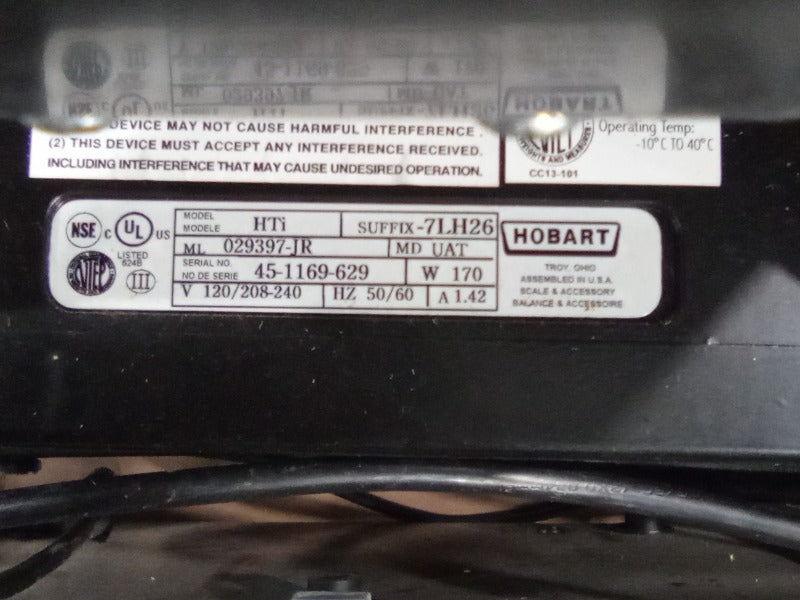 DEVICE MAY NOT CAUSE HARMFUL INTERFERENCE.
(2) THIS DEVICE MUST ACCEPT ANY INTERFERENCE RECEIVED,
INCLUDING INTERFERENCE THAT MAY CAUSE UNDESIRED OPERATION.
CC13-101
Operating Temp:
-10°C TO 40°C
NSE
C UL US
LISTED
624B
NTEP
III
MODEL
MODELE HTi SUFFIX-7LH26
ML 029397-JR MD UAT
SERIAL NO.
NO DE SERIE 45-1169-629 W 170
V 120/208-240 HZ 50/60 A 1.42
HOBART
TROY, OHIO
ASSEMBLED IN U.S.A.
SCALE & ACCESSORY
BALANCE & ACCESSOIRE